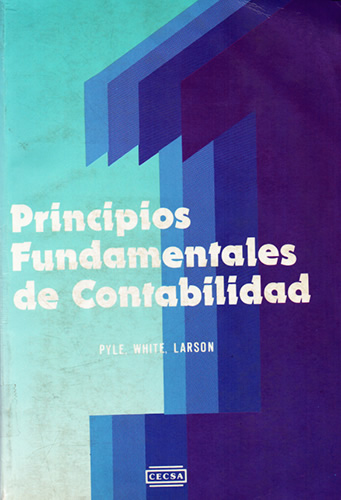 Principios
Fundamentales
de Contabilidad
PYLE, WHITE, LARSON
CECSA